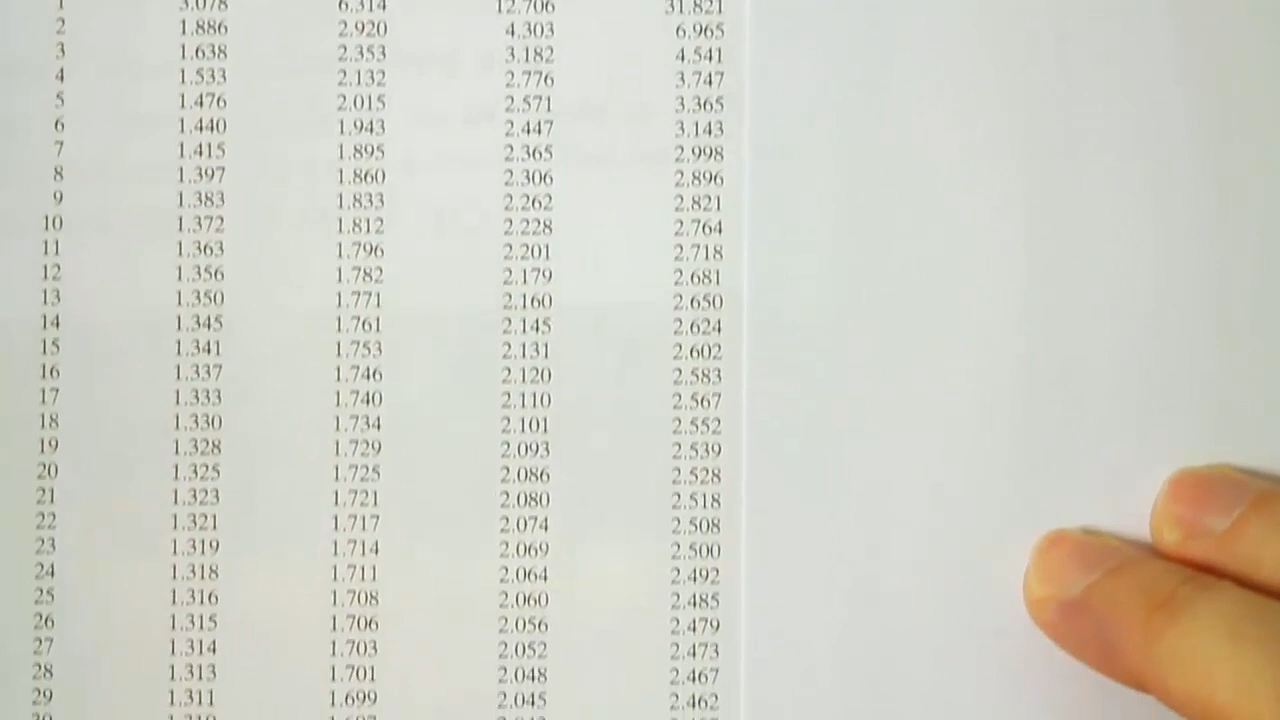 1 3.078 6.314 12.706 31.821
2 1.886 2.920 4.303 6.965
3 1.638 2.353 3.182 4.541
4 1.533 2.132 2.776 3.747
5 1.476 2.015 2.571 3.365
6 1.440 1.943 2.447 3.143
7 1.415 1.895 2.365 2.998
8 1.397 1.860 2.306 2.896
9 1.383 1.833 2.262 2.821
10 1.372 1.812 2.228 2.764
11 1.363 1.796 2.201 2.718
12 1.356 1.782 2.179 2.681
13 1.350 1.771 2.160 2.650
14 1.345 1.761 2.145 2.624
15 1.341 1.753 2.131 2.602
16 1.337 1.746 2.120 2.583
17 1.333 1.740 2.110 2.567
18 1.330 1.734 2.101 2.552
19 1.328 1.729 2.093 2.539
20 1.325 1.725 2.086 2.528
21 1.323 1.721 2.080 2.518
22 1.321 1.717 2.074 2.508
23 1.319 1.714 2.069 2.500
24 1.318 1.711 2.064 2.492
25 1.316 1.708 2.060 2.485
26 1.315 1.706 2.056 2.479
27 1.314 1.703 2.052 2.473
28 1.313 1.701 2.048 2.467
29 1.311 1.699 2.045 2.462